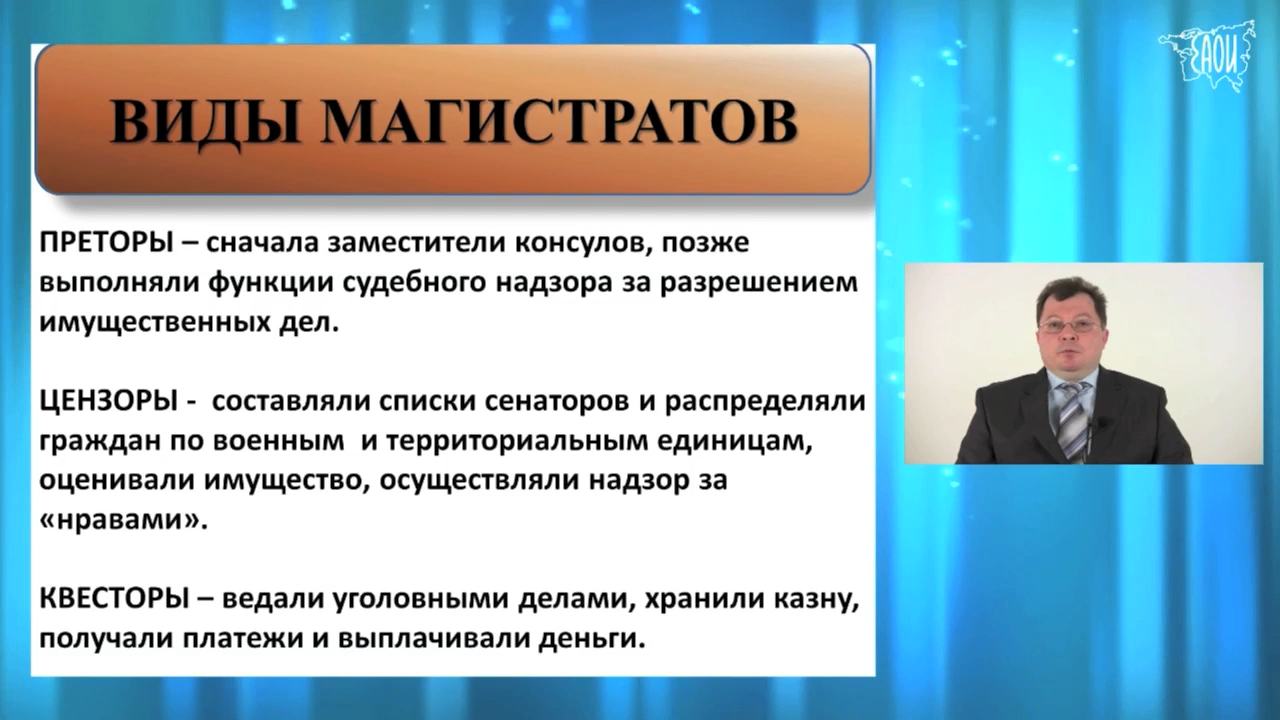 ЕАОИ
ВИДЫ МАГИСТРАТОВ
ПРЕТОРЫ – сначала заместители консулов, позже
выполняли функции судебного надзора за разрешением
имущественных дел.
ЦЕНЗОРЫ -  составляли списки сенаторов и распределяли
граждан по военным  и территориальным единицам,
оценивали имущество, осуществляли надзор за
«нравами».
КВЕСТОРЫ – ведали уголовными делами, хранили казну,
получали платежи и выплачивали деньги.